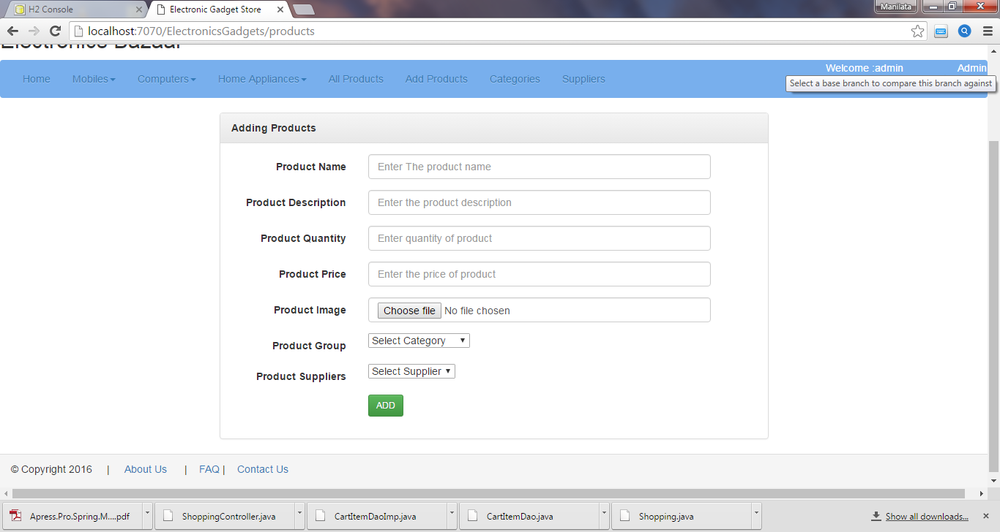 H2 Console
Electronic Gadget Store
Manilata
localhost:7070/ElectronicsGadgets/products
Electronics Bazaar
Home Mobiles Computers Home Appliances All Products Add Products Categories Suppliers
Welcome :admin Admin
Select a base branch to compare this branch against
Adding Products
Product Name Enter The product name
Product Description Enter the product description
Product Quantity Enter quantity of product
Product Price Enter the price of product
Product Image Choose file No file chosen
Product Group Select Category
Product Suppliers Select Supplier
ADD
© Copyright 2016 | About Us | FAQ | Contact Us
Apress.Pro.Spring.M....pdf ShoppingController.java CartItemDaoImp.java CartItemDao.java Shopping.java Show all downloads...